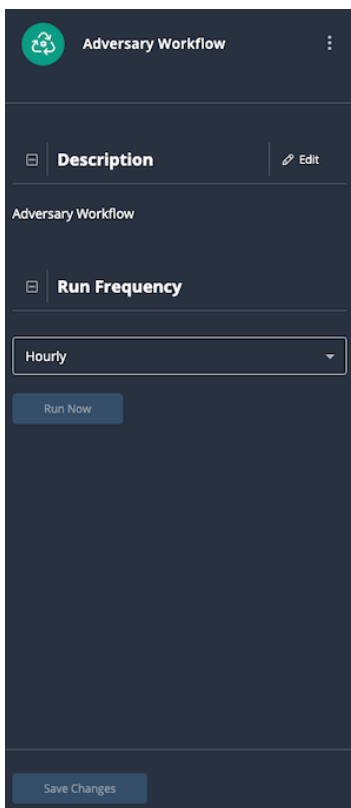 Adversary Workflow
Description
Edit
Adversary Workflow
Run Frequency
Hourly
Run Now
Save Changes